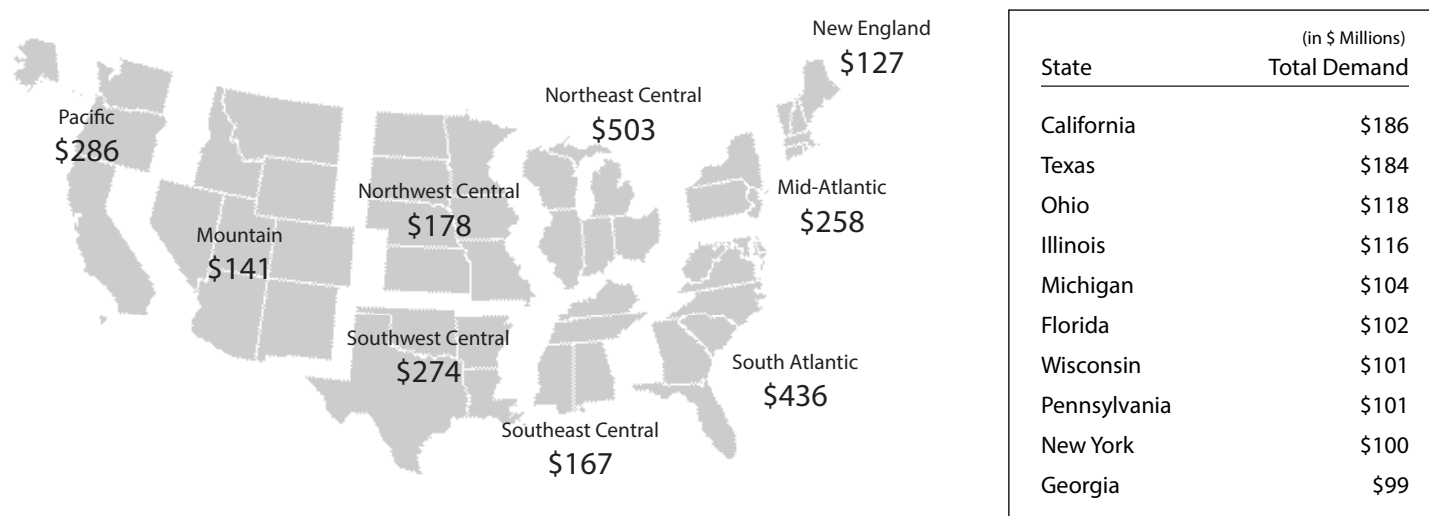 New England
$127
Northeast Central
$503
Pacific
$286
Northwest Central
$178
Mid-Atlantic
$258
Mountain
$141
Southwest Central
$274
South Atlantic
$436
Southeast Central
$167
(in $ Millions)
State Total Demand
California $186
Texas $184
Ohio $118
Illinois $116
Michigan $104
Florida $102
Wisconsin $101
Pennsylvania $101
New York $100
Georgia $99